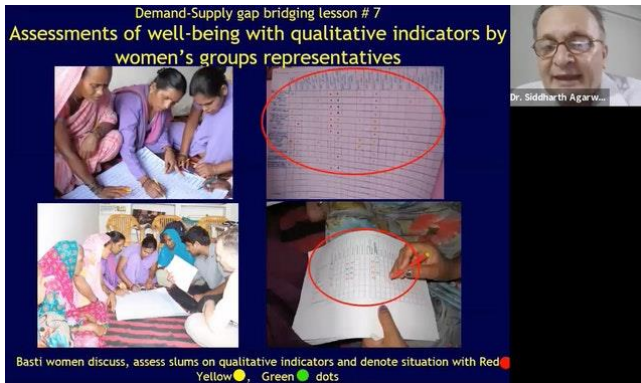 Demand-Supply gap bridging lesson # 7
Assessments of well-being with qualitative indicators by
women's groups representatives
Dr. Siddharth Agarw...
Basti women discuss, assess slums on qualitative indicators and denote situation with Red
Yellow , Green dots